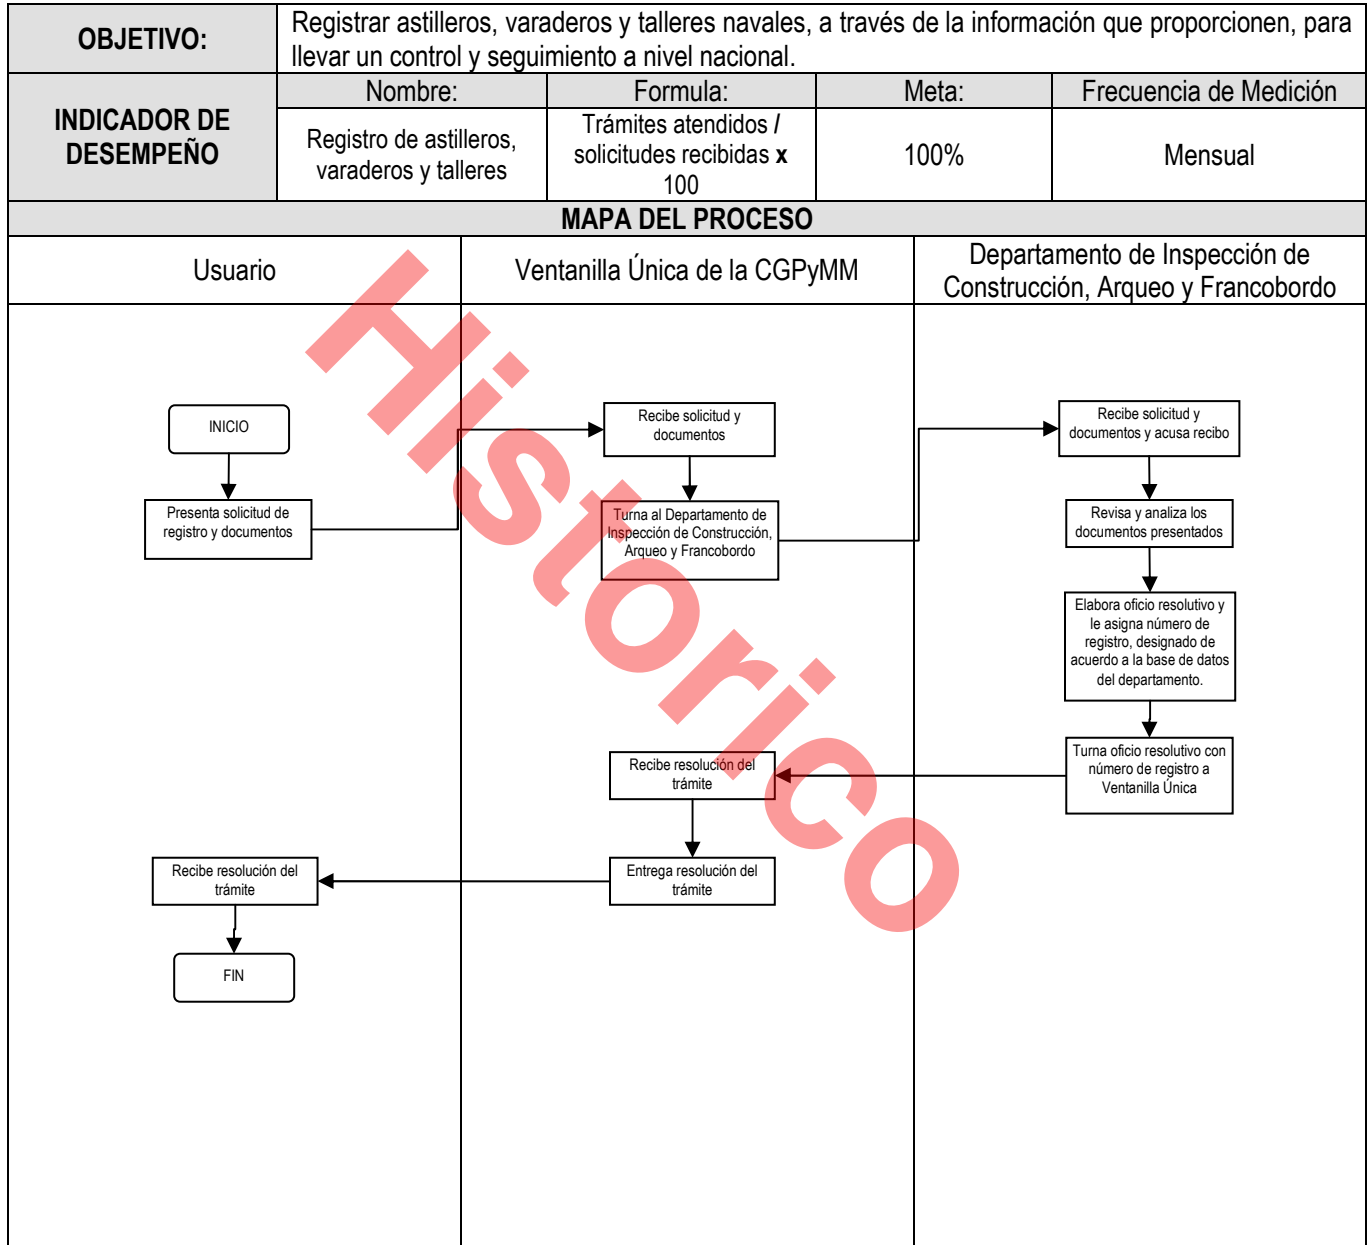 OBJETIVO:
Registrar astilleros, varaderos y talleres navales, a través de la información que proporcionen, para
llevar un control y seguimiento a nivel nacional.
INDICADOR DE
DESEMPEÑO
Nombre:
Formula:
Meta:
Frecuencia de Medición
Registro de astilleros,
varaderos y talleres
Trámites atendidos /
solicitudes recibidas x
100
100%
Mensual
MAPA DEL PROCESO
Usuario
Ventanilla Única de la CGPyMM
Departamento de Inspección de
Construcción, Arqueo y Francobordo
INICIO
Presenta solicitud de
registro y documentos
Recibe solicitud y
documentos
Turna al Departamento de
Inspección de Construcción,
Arqueo y Francobordo
Recibe solicitud y
documentos y acusa recibo
Revisa y analiza los
documentos presentados
Elabora oficio resolutivo y
le asigna número de
registro, designado de
acuerdo a la base de datos
del departamento.
Turna oficio resolutivo con
número de registro a
Ventanilla Única
Recibe resolución del
trámite
Entrega resolución del
trámite
Recibe resolución del
trámite
FIN
Historico